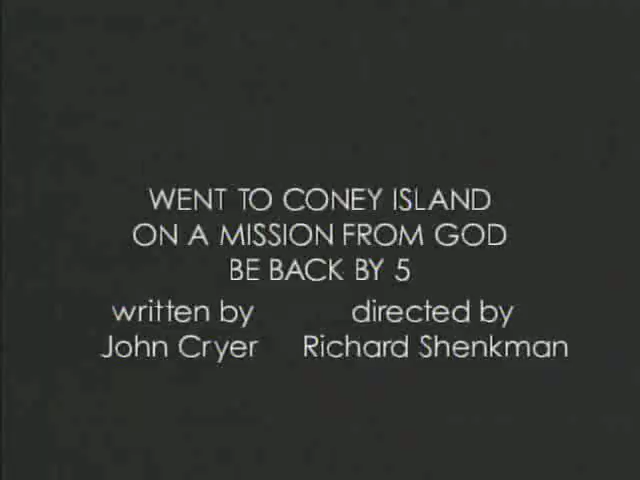 WENT TO CONEY ISLAND
ON A MISSION FROM GOD
BE BACK BY 5
written by directed by
John Cryer Richard Shenkman